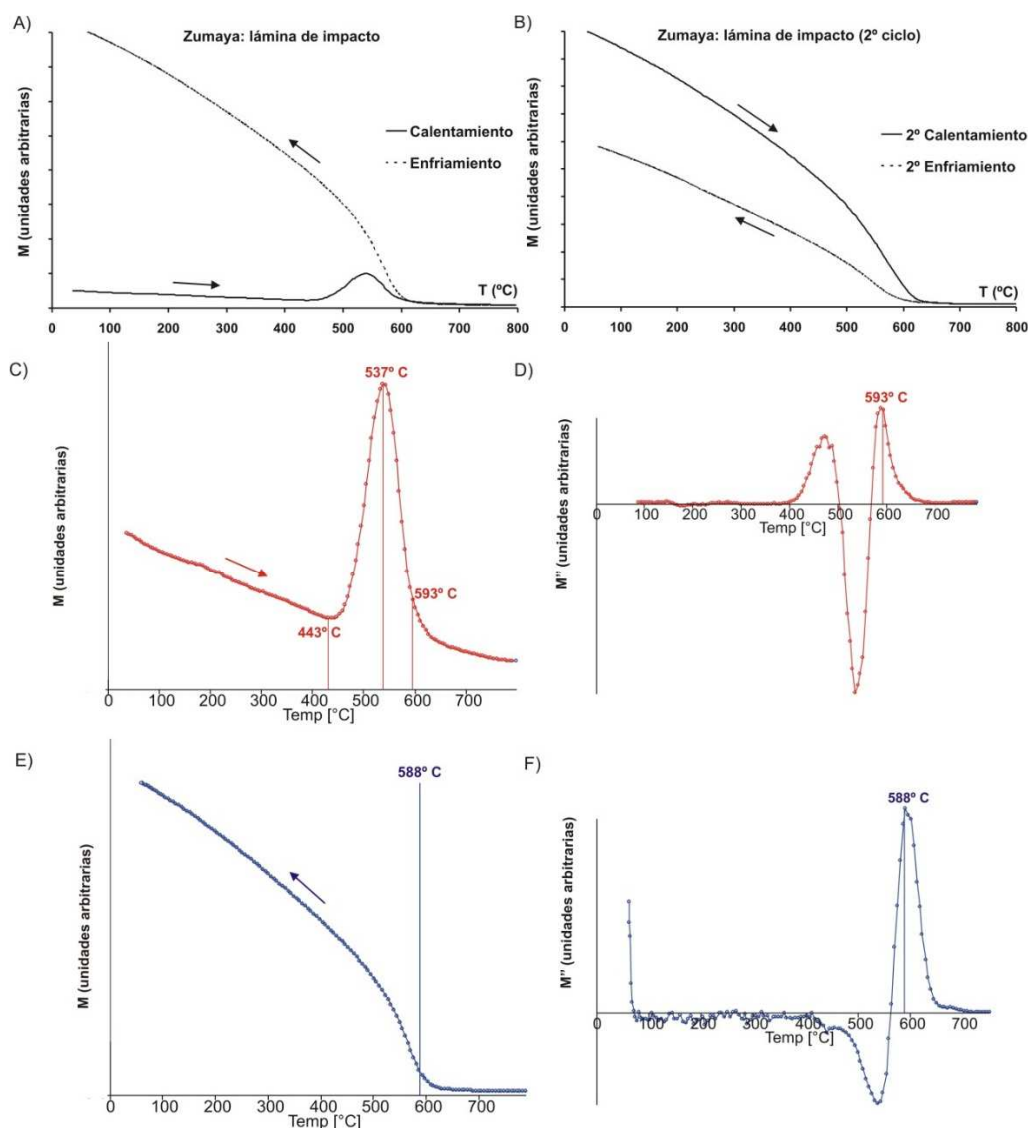 A)
Zumaya: lámina de impacto
M (unidades arbitrarias)
Calentamiento
Enfriamiento
T (ºC)
0 100 200 300 400 500 600 700 800
B)
Zumaya: lámina de impacto (2º ciclo)
M (unidades arbitrarias)
2º Calentamiento
2º Enfriamiento
T (ºC)
0 100 200 300 400 500 600 700 800
C)
M (unidades arbitrarias)
537º C
593º C
443º C
0 100 200 300 400 500 600 700
Temp [°C]
D)
M” (unidades arbitrarias)
593º C
0 100 200 300 400 500 600 700
Temp [°C]
E)
M (unidades arbitrarias)
588º C
0 100 200 300 400 500 600 700
Temp [°C]
F)
M” (unidades arbitrarias)
588º C
0 100 200 300 400 500 600 700
Temp [°C]